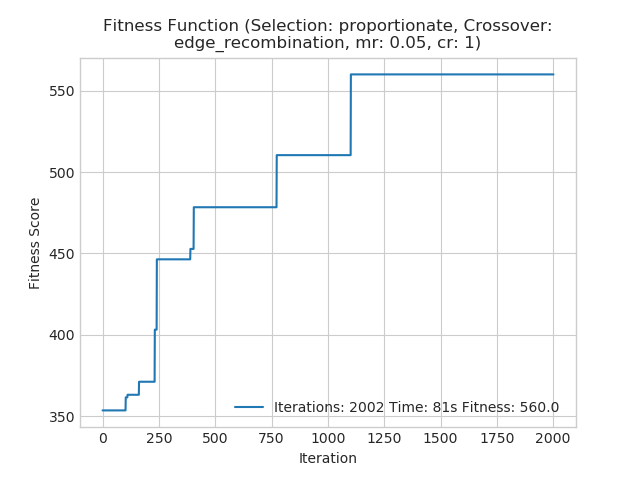 Fitness Function (Selection: proportionate, Crossover:
edge_recombination, mr: 0.05, cr: 1)
Fitness Score
550
500
450
400
350
Iterations: 2002 Time: 81s Fitness: 560.0
0 250 500 750 1000 1250 1500 1750 2000
Iteration